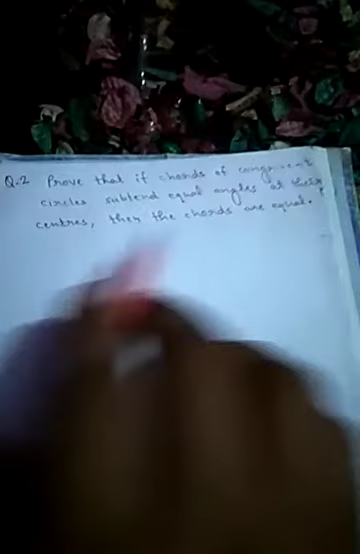 Q.2 Prove that if chords of congruent
circles subtend equal angles at their
centres, then the chords are equal.